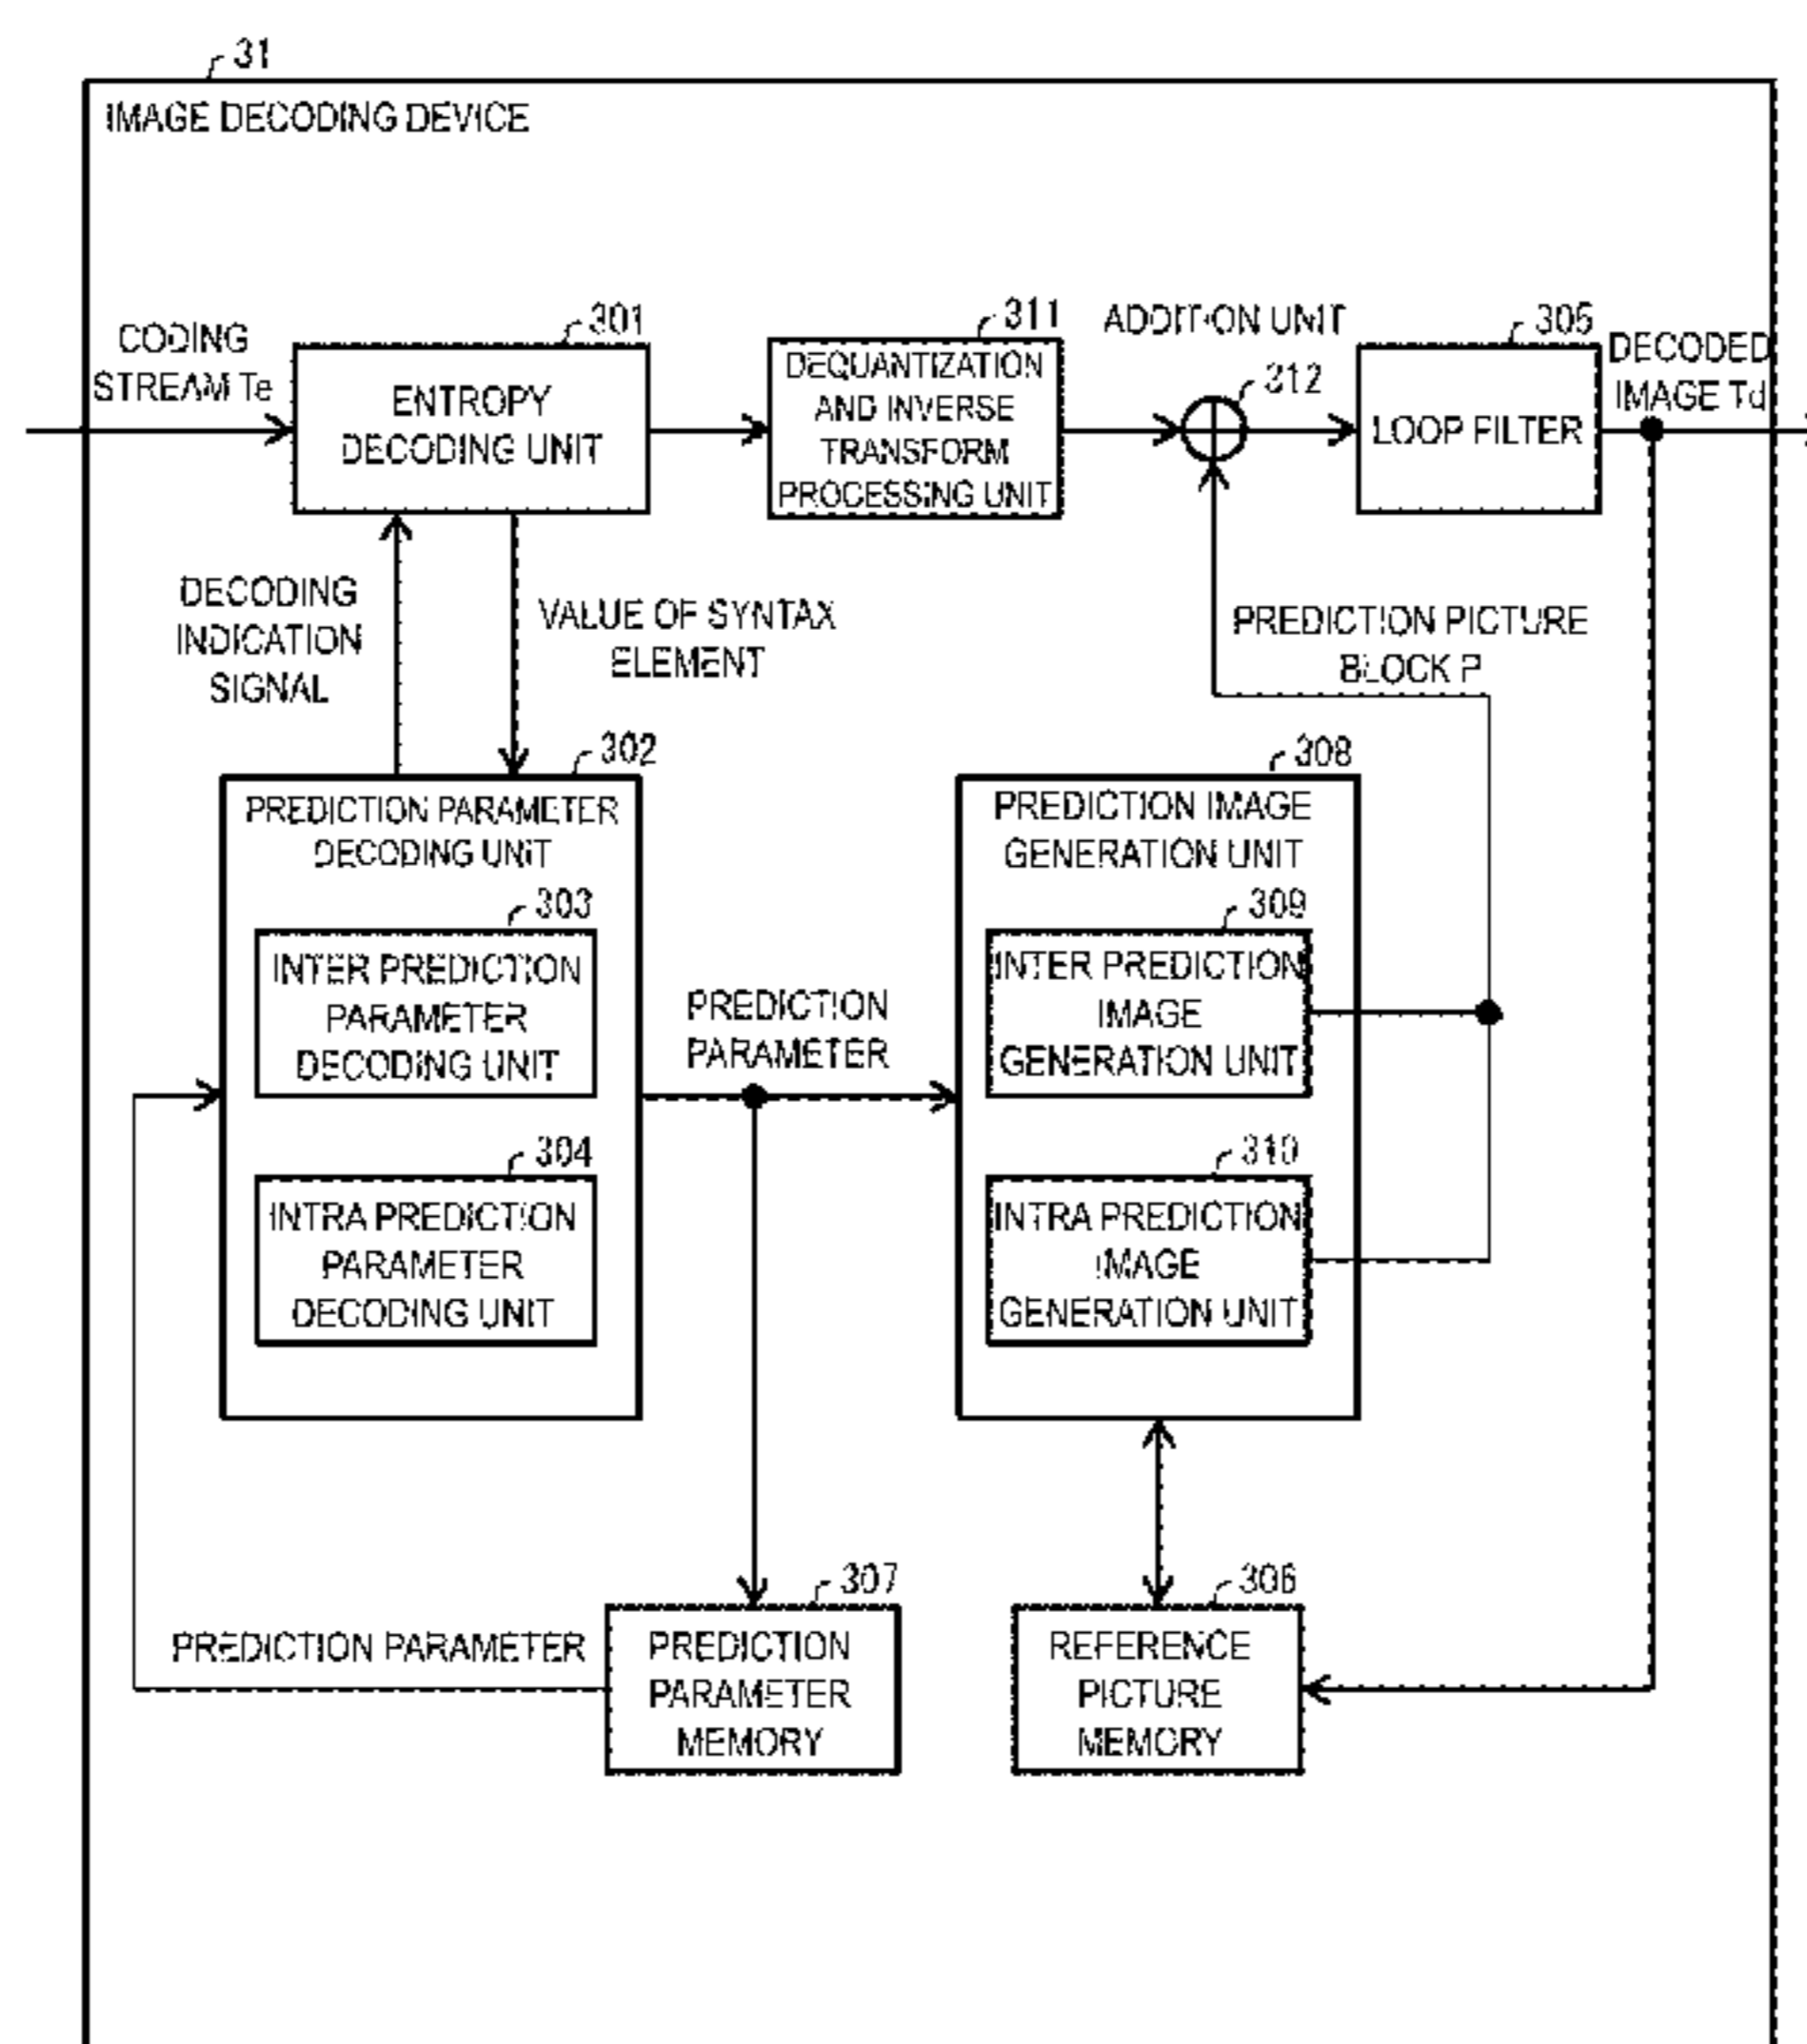 31
IMAGE DECODING DEVICE
CODING
STREAM Te
301
ENTROPY
DECODING UNIT
311
DEQUANTIZATION
AND INVERSE
TRANSFORM
PROCESSING UNIT
ADDITION UNIT
312
305
LOOP FILTER
DECODED
IMAGE Td
DECODING
INDICATION
SIGNAL
VALUE OF SYNTAX
ELEMENT
PREDICTION PICTURE
BLOCK P
302
PREDICTION PARAMETER
DECODING UNIT
303
INTER PREDICTION
PARAMETER
DECODING UNIT
304
INTRA PREDICTION
PARAMETER
DECODING UNIT
PREDICTION
PARAMETER
308
PREDICTION IMAGE
GENERATION UNIT
309
INTER PREDICTION
IMAGE
GENERATION UNIT
310
INTRA PREDICTION
IMAGE
GENERATION UNIT
PREDICTION PARAMETER
307
PREDICTION
PARAMETER
MEMORY
306
REFERENCE
PICTURE
MEMORY